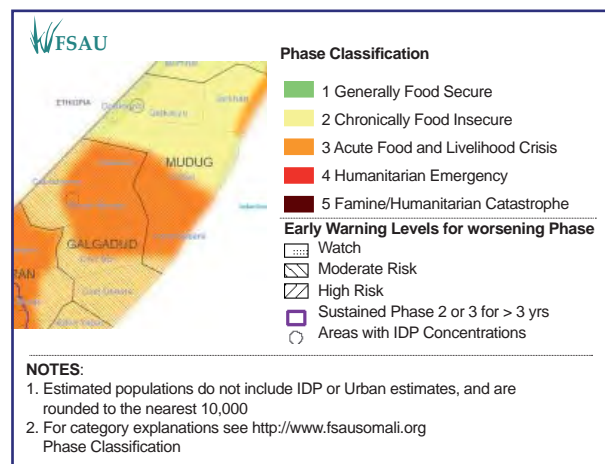 FSAU
Phase Classification
1 Generally Food Secure
2 Chronically Food Insecure
3 Acute Food and Livelihood Crisis
4 Humanitarian Emergency
5 Famine/Humanitarian Catastrophe
Early Warning Levels for worsening Phase
Watch
Moderate Risk
High Risk
Sustained Phase 2 or 3 for > 3 yrs
Areas with IDP Concentrations
ETHIOPIA
MUDUG
GALGADUD
RAN
NOTES:
1. Estimated populations do not include IDP or Urban estimates, and are
rounded to the nearest 10,000
2. For category explanations see http://www.fsausomali.org
Phase Classification